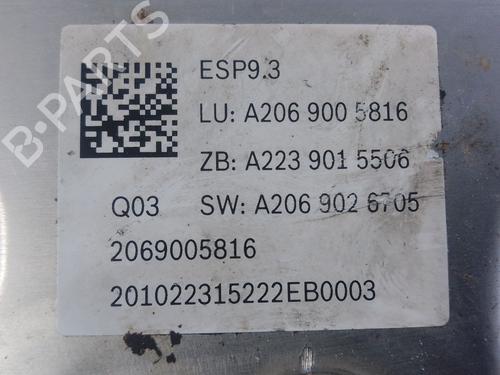 ESP9.3
LU: A206 900 5816
ZB: A223 901 5506
Q03 SW: A206 902 6705
2069005816
201022315222EB0003
B-PARTS